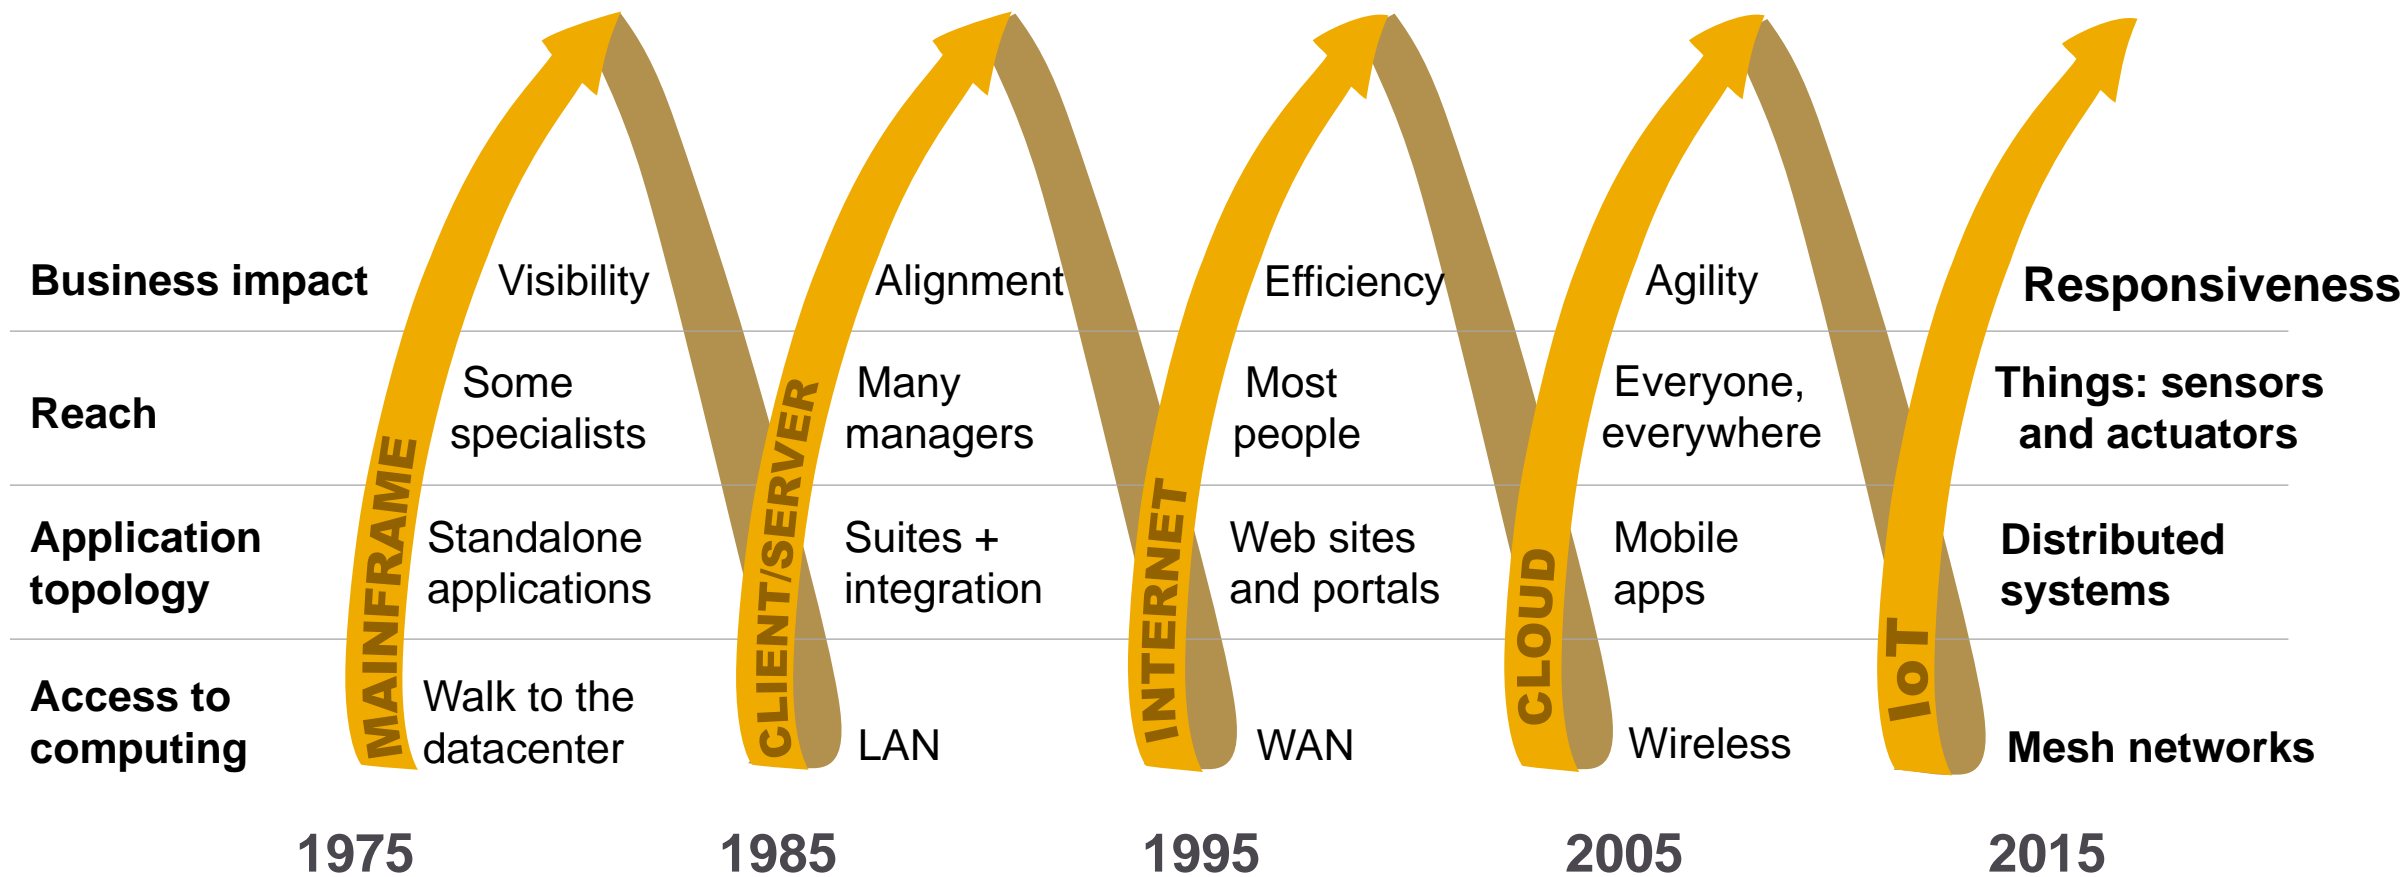 Business impact
Visibility
Alignment
Efficiency
Agility
Responsiveness
Reach
Some
specialists
Many
managers
Most
people
Everyone,
everywhere
Things: sensors
and actuators
Application
topology
Standalone
applications
Suites +
integration
Web sites
and portals
Mobile
apps
Distributed
systems
Access to
computing
Walk to the
datacenter
LAN
WAN
Wireless
Mesh networks
MAINFRAME
CLIENT/SERVER
INTERNET
CLOUD
IoT
1975
1985
1995
2005
2015